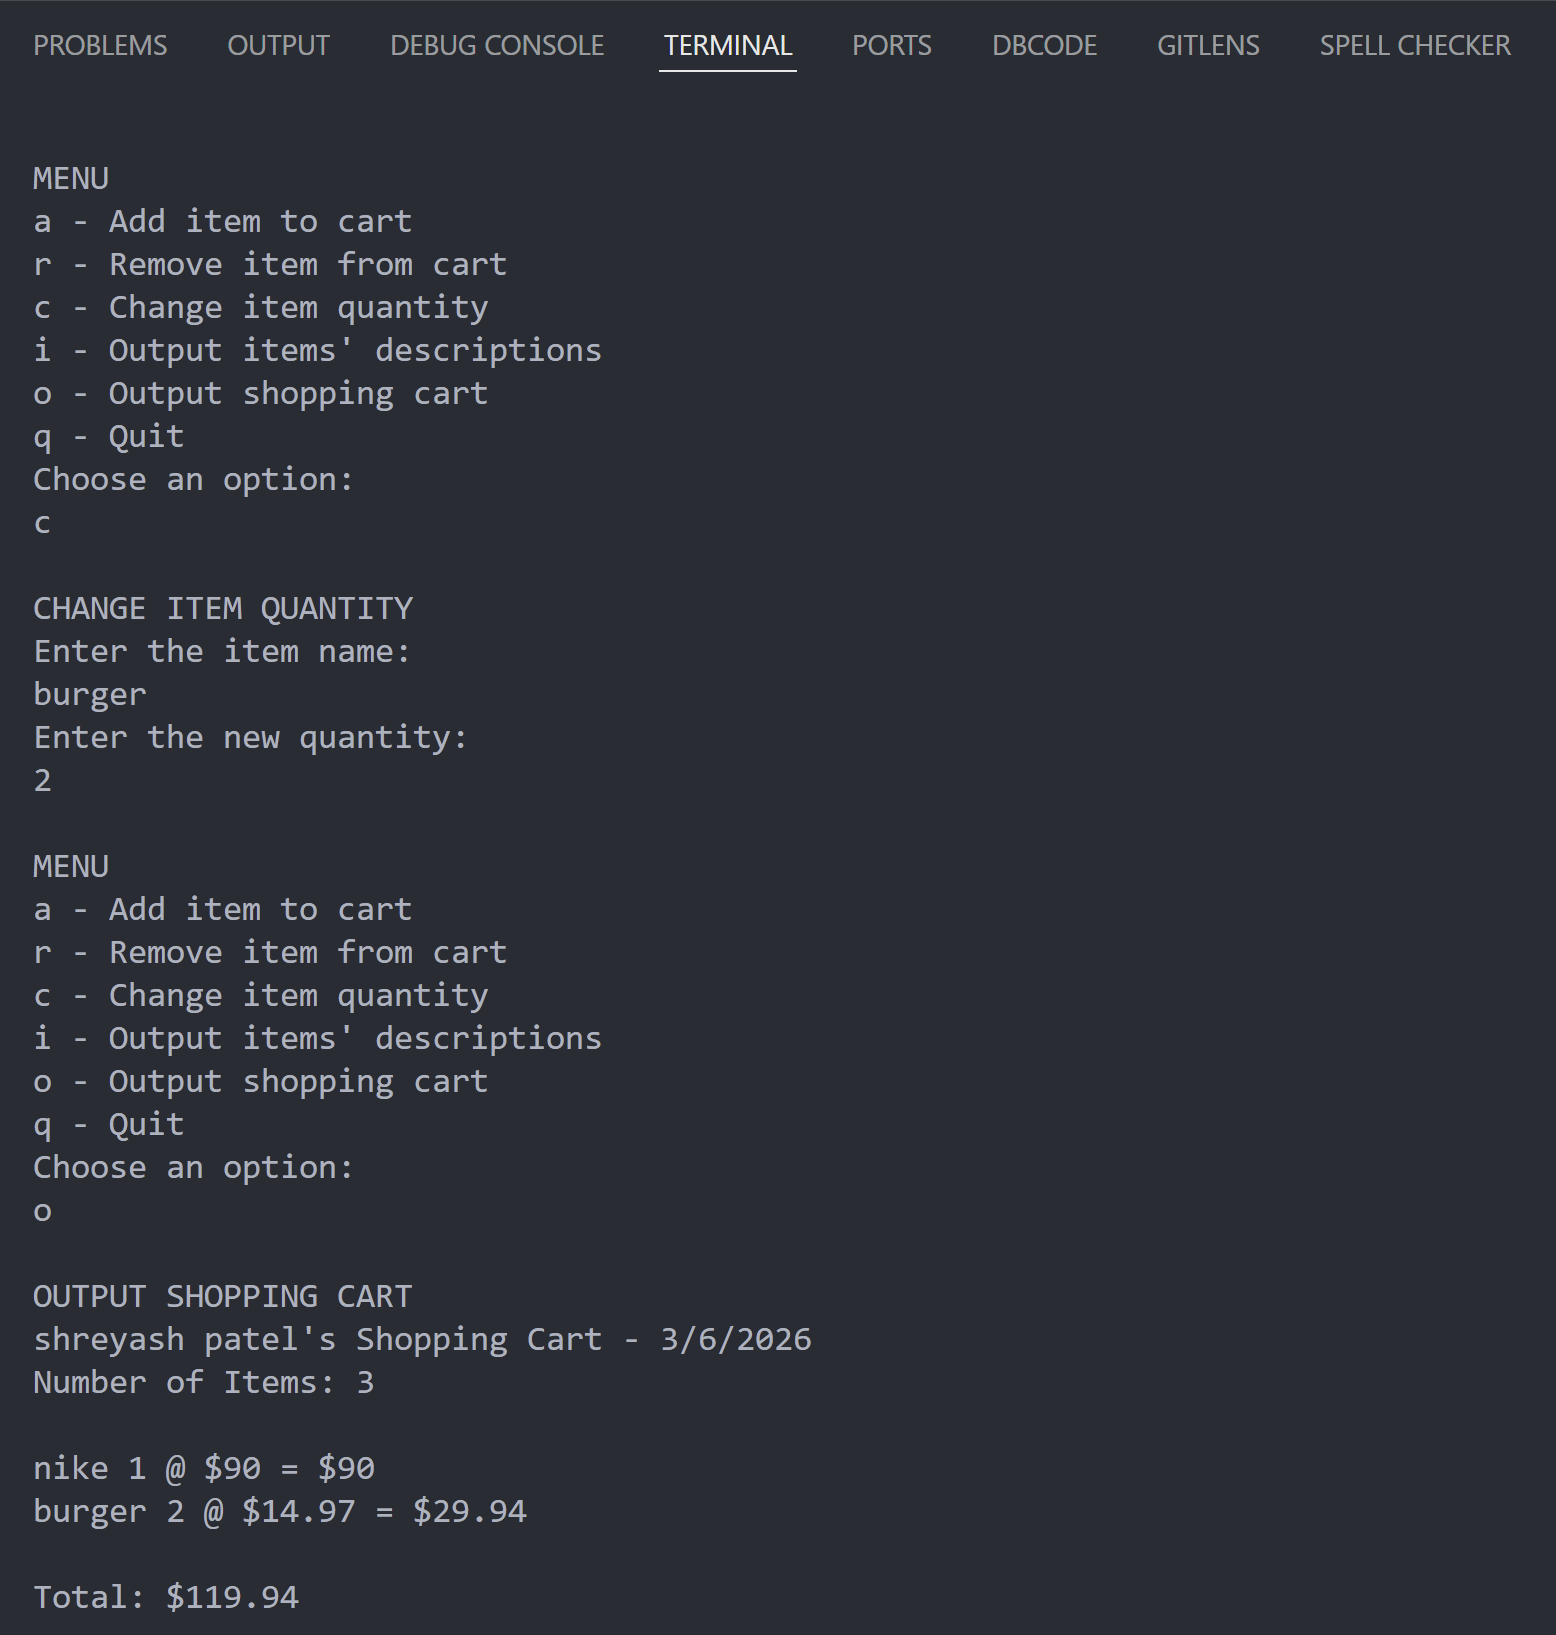 PROBLEMS OUTPUT DEBUG CONSOLE TERMINAL PORTS DBCODE GITLENS SPELL CHECKER
MENU
a - Add item to cart
r - Remove item from cart
c - Change item quantity
i - Output items' descriptions
o - Output shopping cart
q - Quit
Choose an option:
c
CHANGE ITEM QUANTITY
Enter the item name:
burger
Enter the new quantity:
2
MENU
a - Add item to cart
r - Remove item from cart
c - Change item quantity
i - Output items' descriptions
o - Output shopping cart
q - Quit
Choose an option:
o
OUTPUT SHOPPING CART
shreyash patel's Shopping Cart - 3/6/2026
Number of Items: 3
nike 1 @ $90 = $90
burger 2 @ $14.97 = $29.94
Total: $119.94